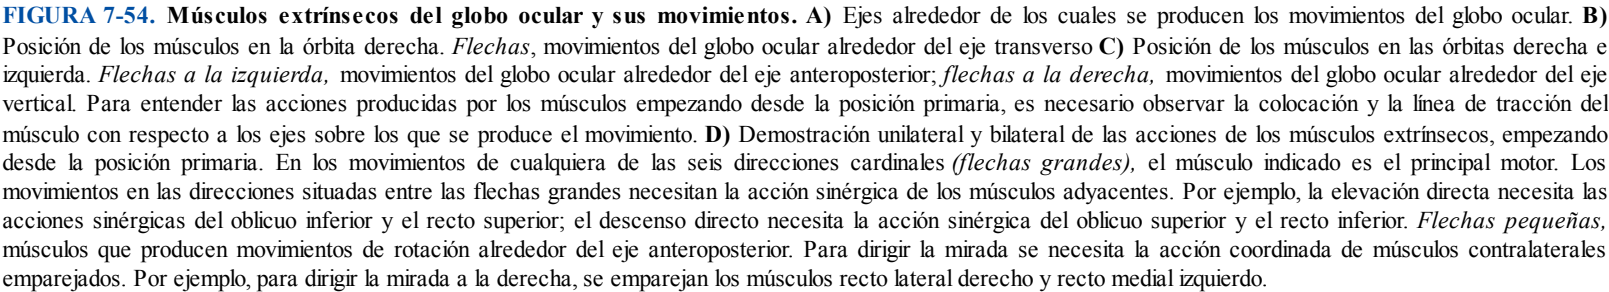 FIGURA 7-54. Músculos extrínsecos del globo ocular y sus movimientos. A) Ejes alrededor de los cuales se producen los movimientos del globo ocular. B)
Posición de los músculos en la órbita derecha. Flechas, movimientos del globo ocular alrededor del eje transverso C) Posición de los músculos en las órbitas derecha e
izquierda. Flechas a la izquierda, movimientos del globo ocular alrededor del eje anteroposterior; flechas a la derecha, movimientos del globo ocular alrededor del eje
vertical. Para entender las acciones producidas por los músculos empezando desde la posición primaria, es necesario observar la colocación y la línea de tracción del
músculo con respecto a los ejes sobre los que se produce el movimiento. D) Demostración unilateral y bilateral de las acciones de los músculos extrínsecos, empezando
desde la posición primaria. En los movimientos de cualquiera de las seis direcciones cardinales (flechas grandes), el músculo indicado es el principal motor. Los
movimientos en las direcciones situadas entre las flechas grandes necesitan la acción sinérgica de los músculos adyacentes. Por ejemplo, la elevación directa necesita las
acciones sinérgicas del oblicuo inferior y el recto superior; el descenso directo necesita la acción sinérgica del oblicuo superior y el recto inferior. Flechas pequeñas,
músculos que producen movimientos de rotación alrededor del eje anteroposterior. Para dirigir la mirada se necesita la acción coordinada de músculos contralaterales
emparejados. Por ejemplo, para dirigir la mirada a la derecha, se emparejan los músculos recto lateral derecho y recto medial izquierdo.